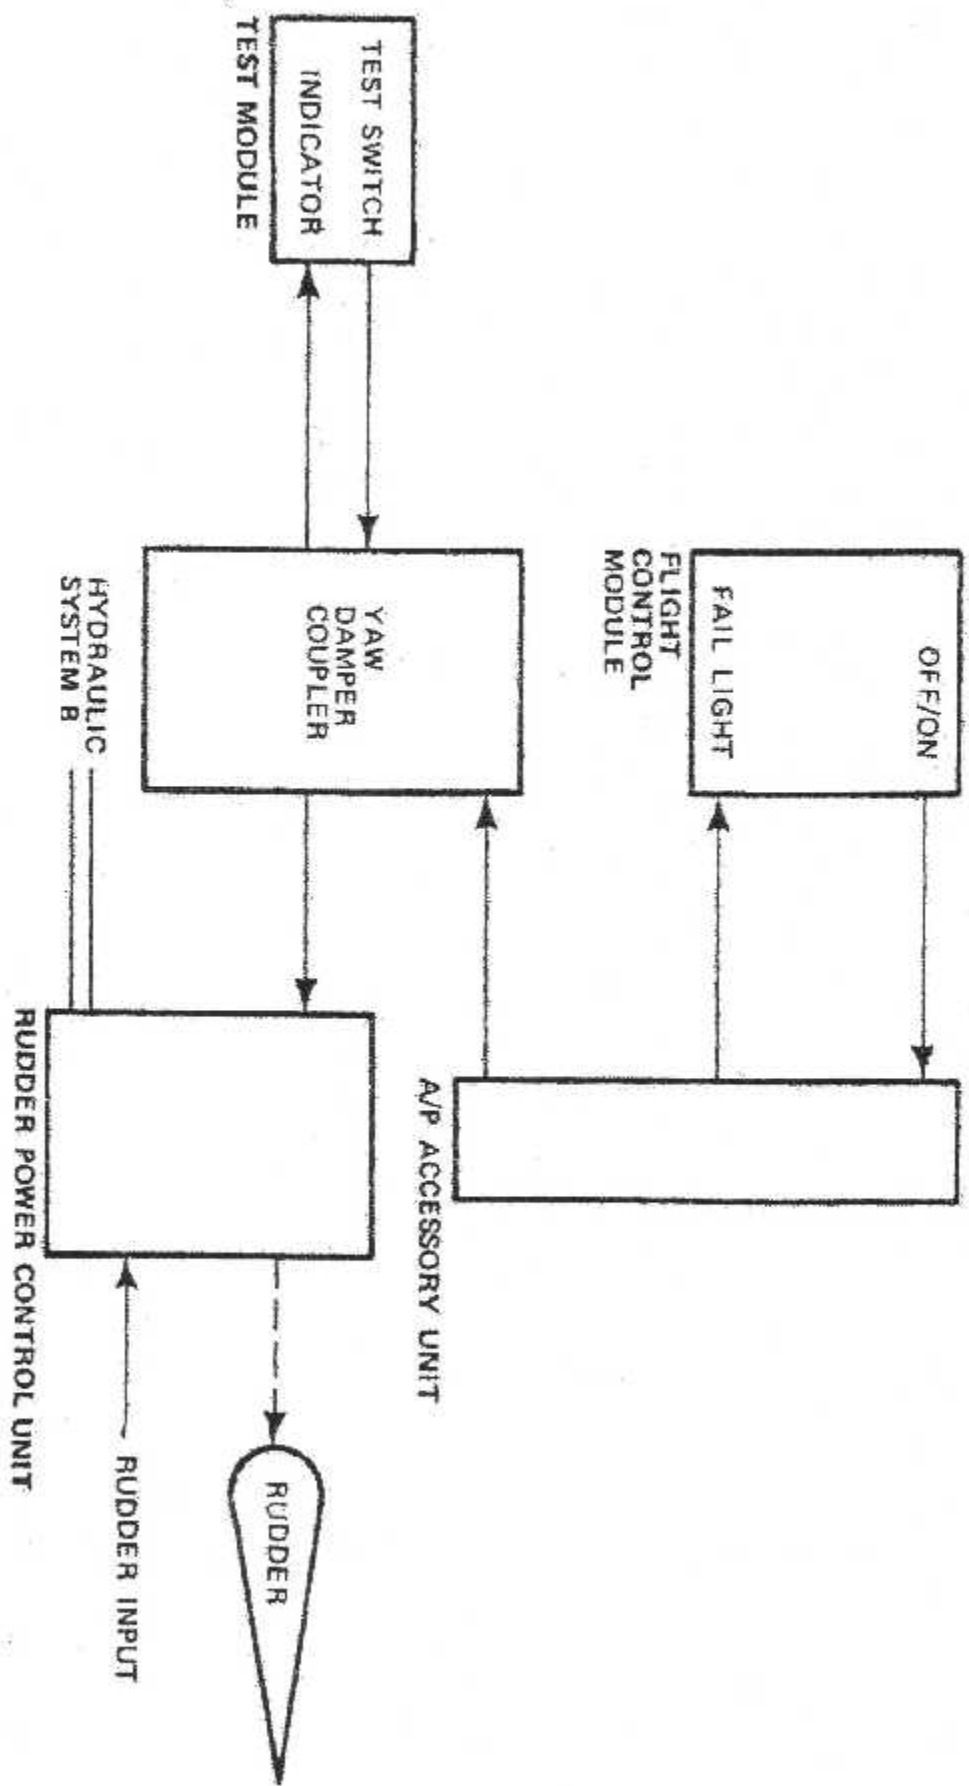 OFF/ON
FAIL LIGHT
FLIGHT
CONTROL
MODULE
A/P ACCESSORY UNIT
TEST SWITCH
INDICATOR
TEST MODULE
YAW
DAMPER
COUPLER
RUDDER
HYDRAULIC
SYSTEM B
RUDDER INPUT
RUDDER POWER CONTROL UNIT